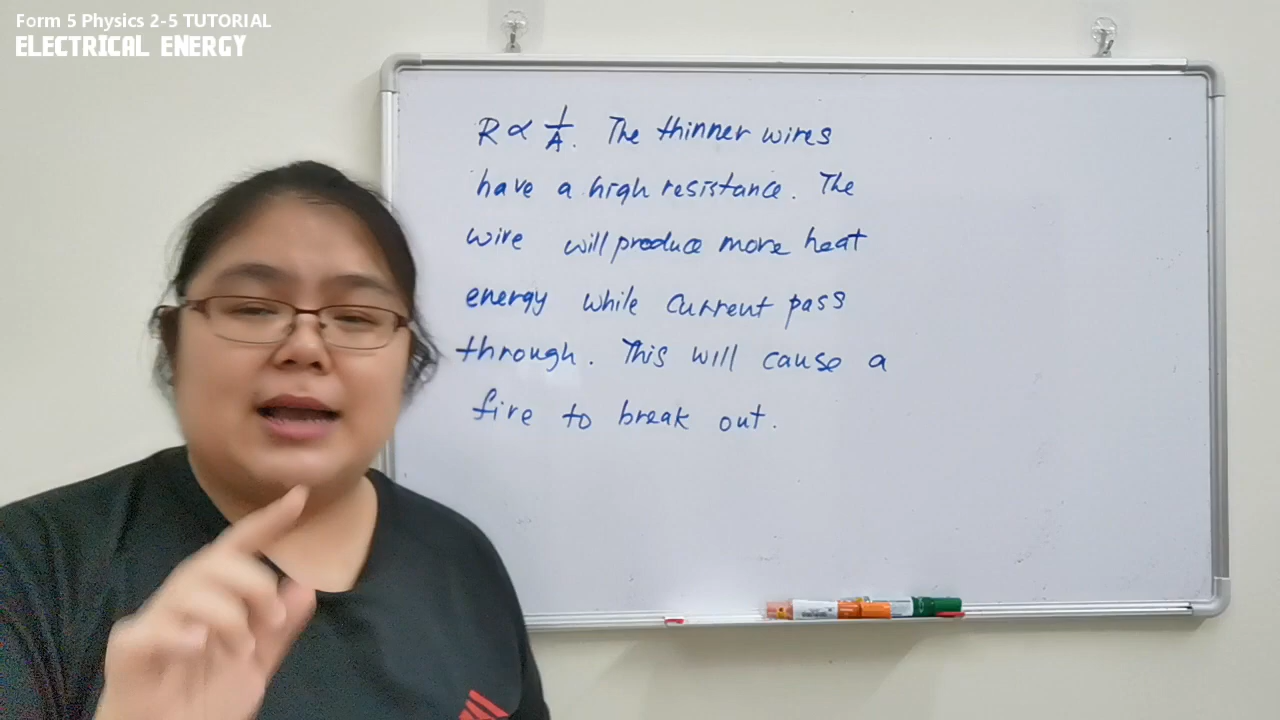 Form 5 Physics 2-5 TUTORIAL
ELECTRICAL ENERGY
R ∝ 1/A. The thinner wires
have a high resistance. The
wire will produce more heat
energy while current pass
through. This will cause a
fire to break out.